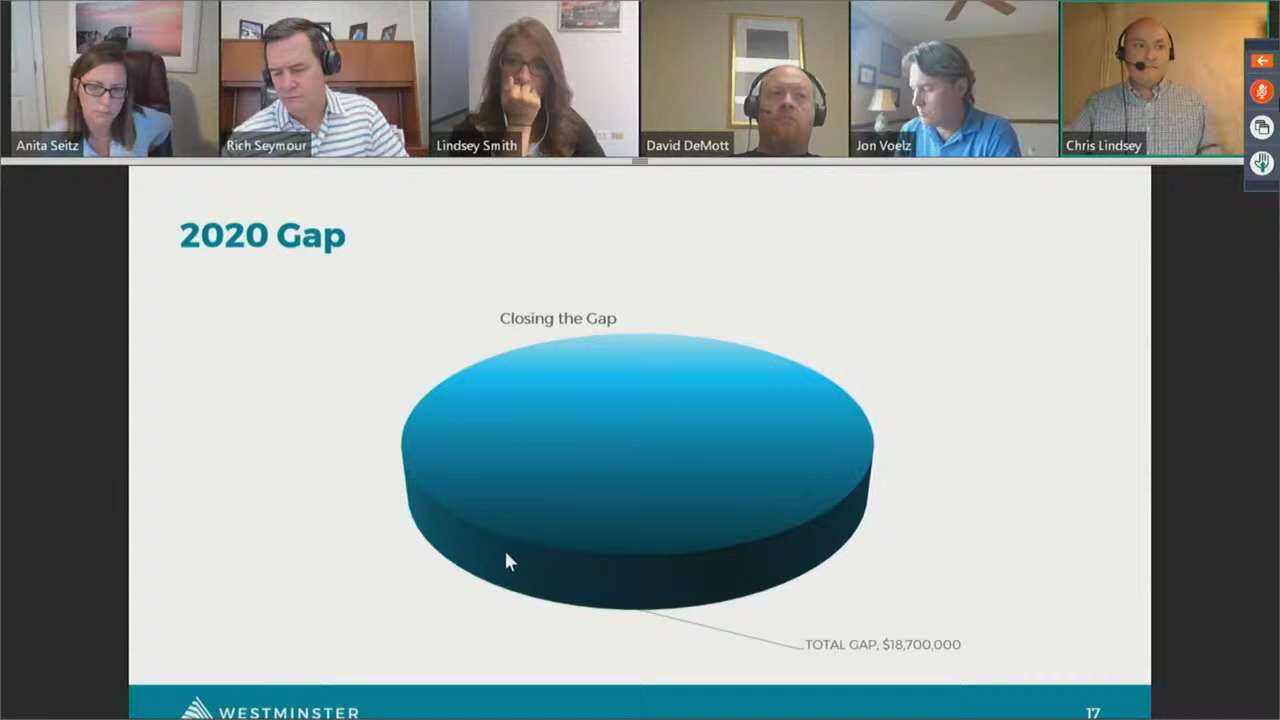 Anita Seitz
Rich Seymour
Lindsey Smith
David DeMott
Jon Voelz
Chris Lindsey
2020 Gap
Closing the Gap
TOTAL GAP, $18,700,000
WESTMINSTER
17